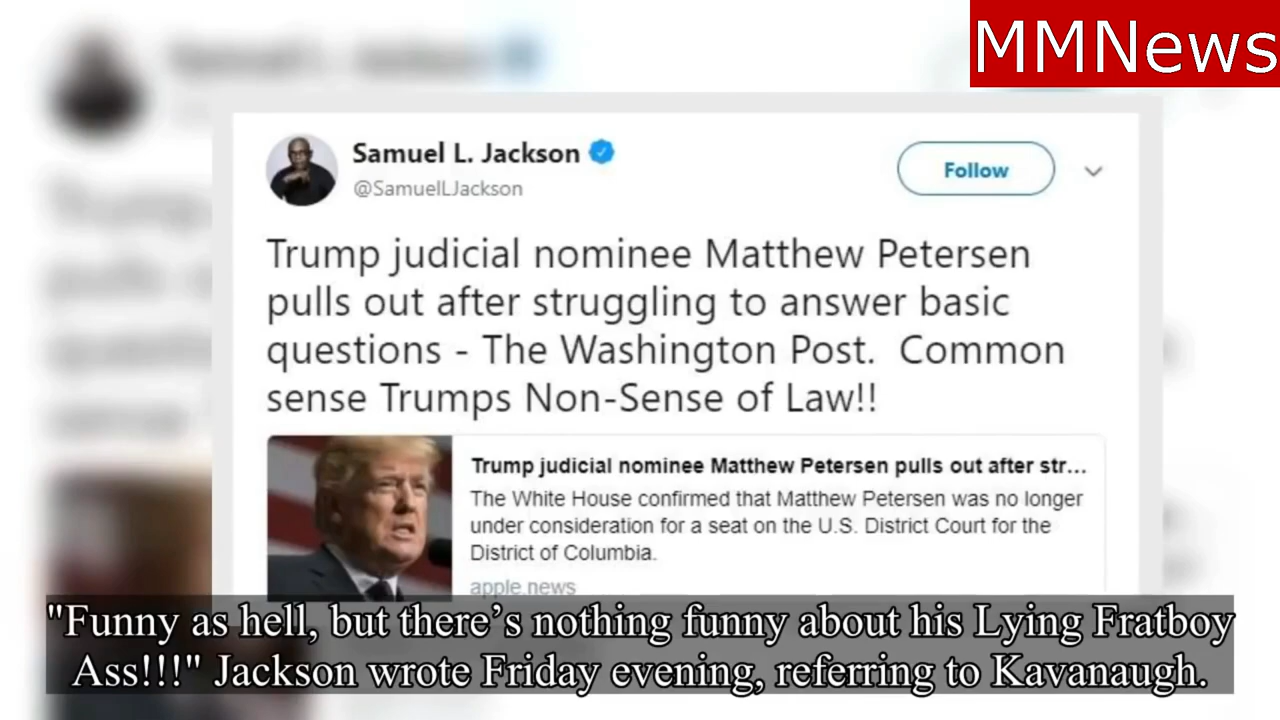 MMNews
Samuel L. Jackson
@SamuelLJackson
Follow
Trump judicial nominee Matthew Petersen
pulls out after struggling to answer basic
questions - The Washington Post.  Common
sense Trumps Non-Sense of Law!!
Trump judicial nominee Matthew Petersen pulls out after str...
The White House confirmed that Matthew Petersen was no longer
under consideration for a seat on the U.S. District Court for the
District of Columbia.
apple.news
"Funny as hell, but there’s nothing funny about his Lying Fratboy
Ass!!!" Jackson wrote Friday evening, referring to Kavanaugh.